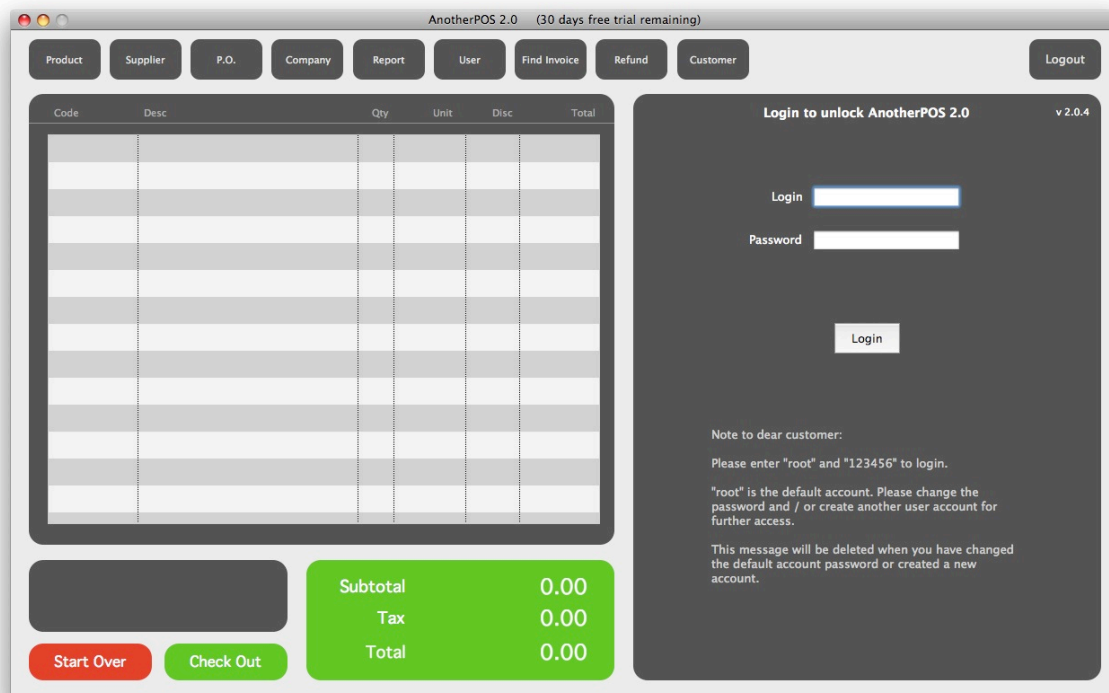 AnotherPOS 2.0 (30 days free trial remaining)
Product Supplier P.O. Company Report User Find Invoice Refund Customer Logout
Code Desc Qty Unit Disc Total
Login to unlock AnotherPOS 2.0 v 2.0.4
Login
Password
Login
Note to dear customer:
Please enter "root" and "123456" to login.
"root" is the default account. Please change the
password and / or create another user account for
further access.
This message will be deleted when you have changed
the default account password or created a new
account.
Subtotal 0.00
Tax 0.00
Total 0.00
Start Over Check Out